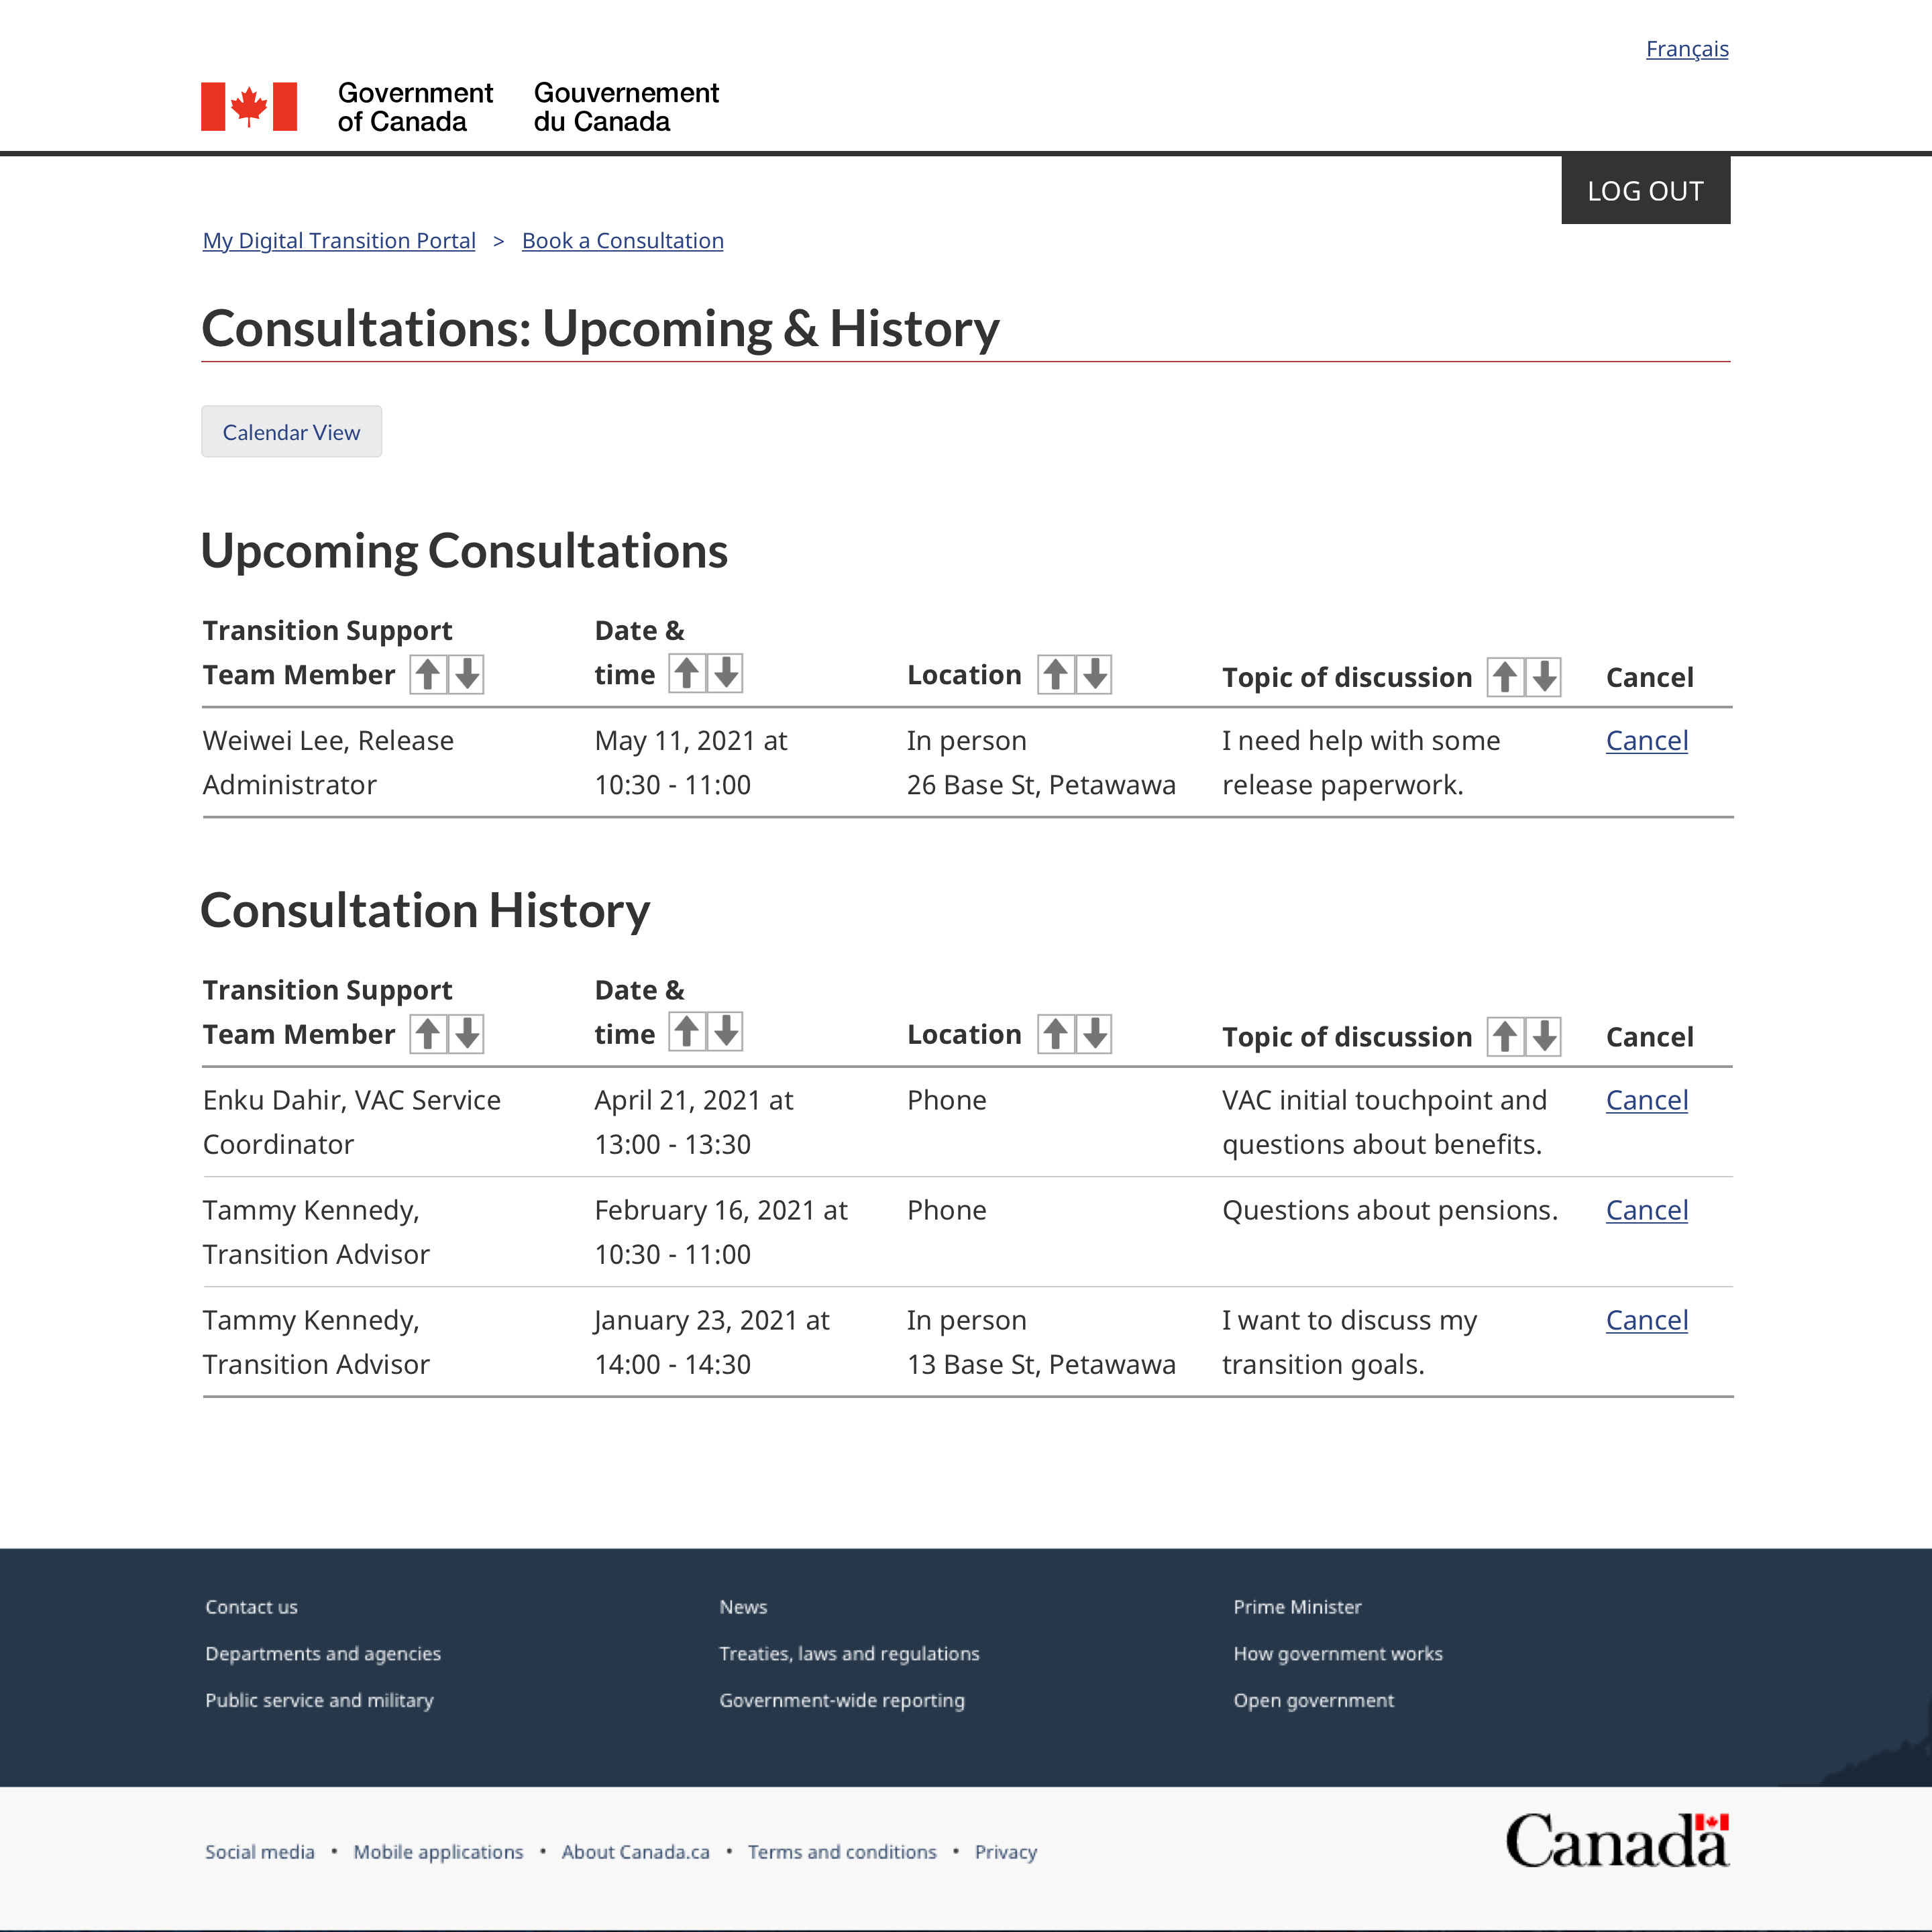 Français
Government Gouvernement
of Canada du Canada
LOG OUT
My Digital Transition Portal > Book a Consultation
Consultations: Upcoming & History
Calendar View
Upcoming Consultations
Transition Support Date &
Team Member time Location Topic of discussion Cancel
Weiwei Lee, Release May 11, 2021 at In person I need help with some Cancel
Administrator 10:30 - 11:00 26 Base St, Petawawa release paperwork.
Consultation History
Transition Support Date &
Team Member time Location Topic of discussion Cancel
Enku Dahir, VAC Service April 21, 2021 at Phone VAC initial touchpoint and Cancel
Coordinator 13:00 - 13:30 questions about benefits.
Tammy Kennedy, February 16, 2021 at Phone Questions about pensions. Cancel
Transition Advisor 10:30 - 11:00
Tammy Kennedy, January 23, 2021 at In person I want to discuss my Cancel
Transition Advisor 14:00 - 14:30 13 Base St, Petawawa transition goals.
Contact us News Prime Minister
Departments and agencies Treaties, laws and regulations How government works
Public service and military Government-wide reporting Open government
Social media • Mobile applications • About Canada.ca • Terms and conditions • Privacy
Canada